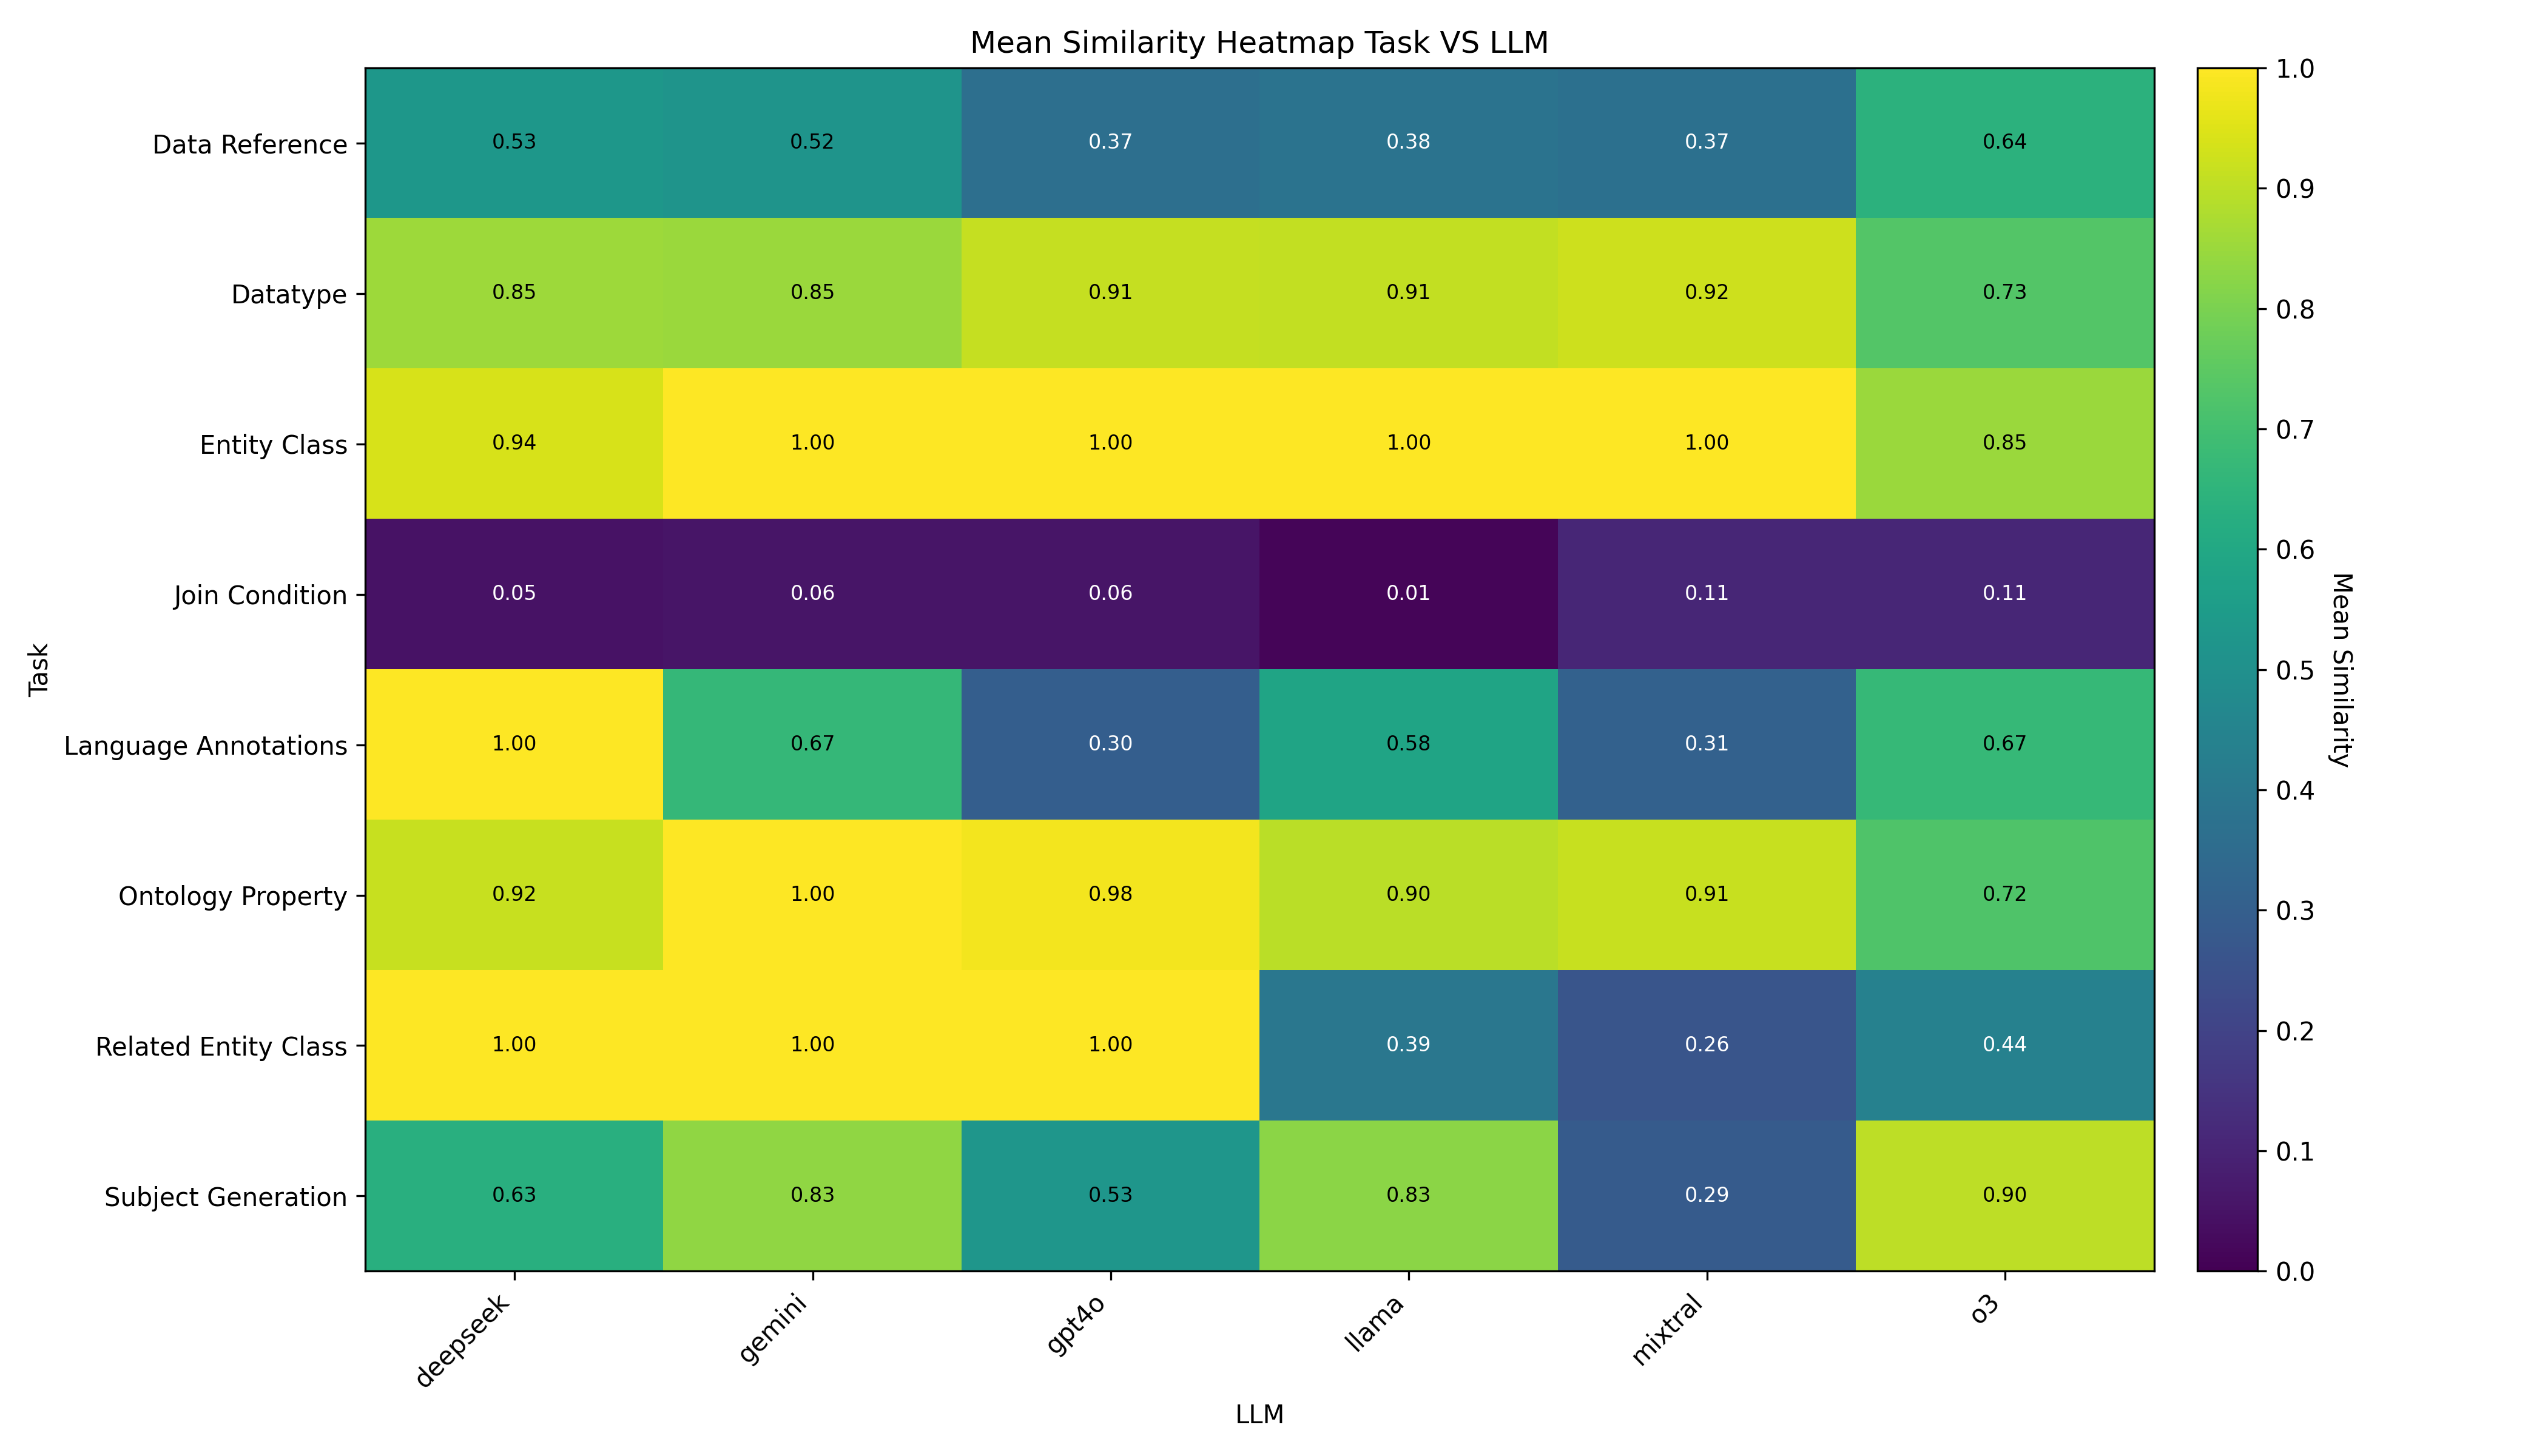 Mean Similarity Heatmap Task VS LLM
Task
Data Reference 0.53 0.52 0.37 0.38 0.37 0.64
Datatype 0.85 0.85 0.91 0.91 0.92 0.73
Entity Class 0.94 1.00 1.00 1.00 1.00 0.85
Join Condition 0.05 0.06 0.06 0.01 0.11 0.11
Language Annotations 1.00 0.67 0.30 0.58 0.31 0.67
Ontology Property 0.92 1.00 0.98 0.90 0.91 0.72
Related Entity Class 1.00 1.00 1.00 0.39 0.26 0.44
Subject Generation 0.63 0.83 0.53 0.83 0.29 0.90
deepseek gemini gpt4o llama mixtral o3
LLM
1.0
0.9
0.8
0.7
0.6
0.5
0.4
0.3
0.2
0.1
0.0
Mean Similarity